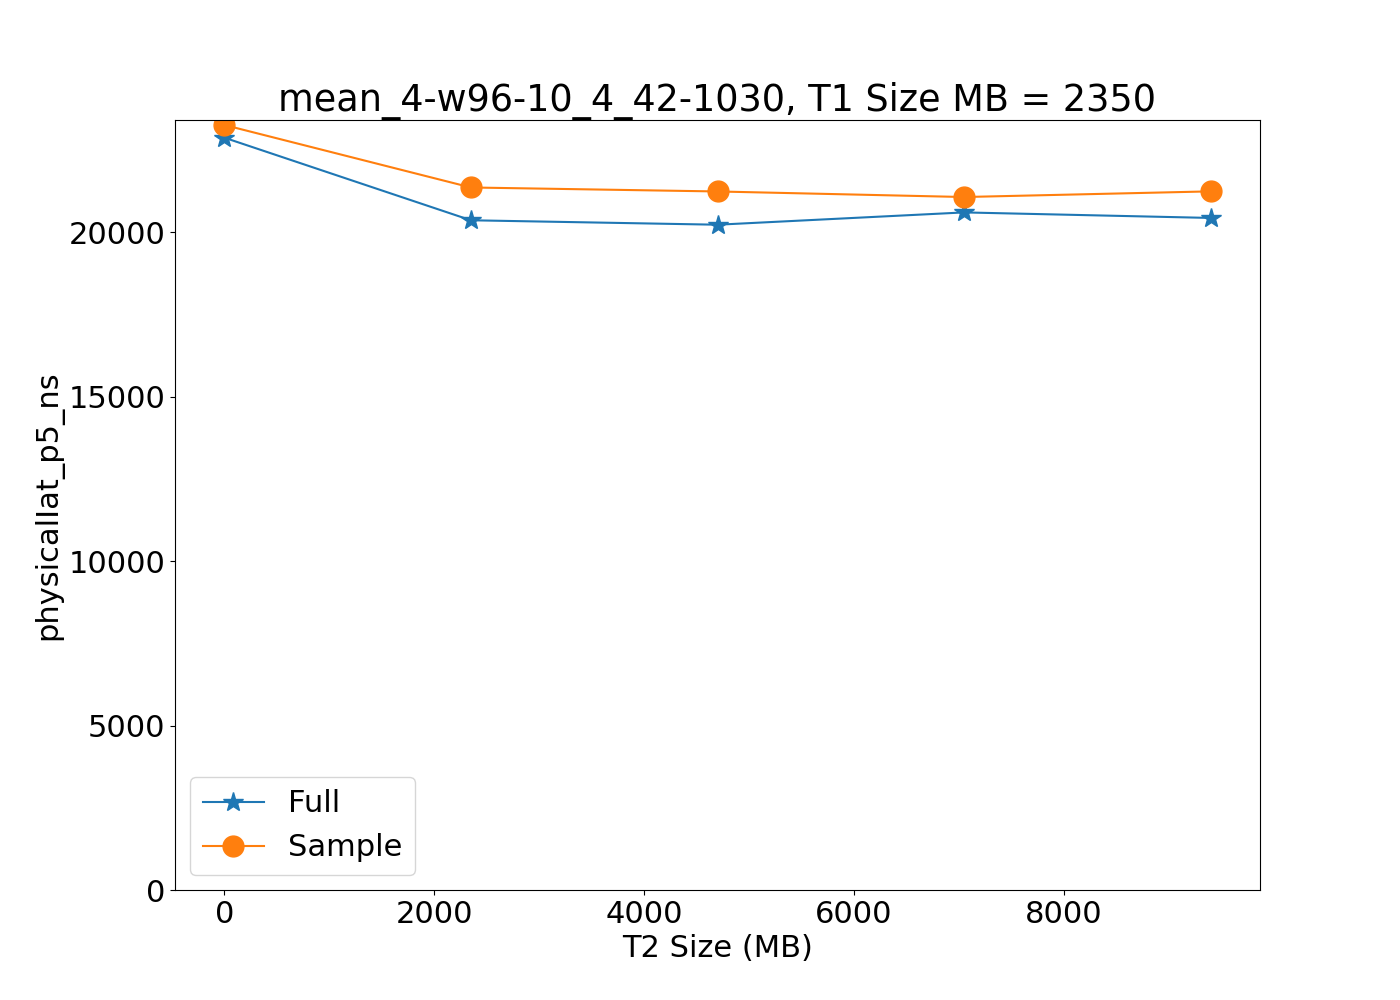 mean_4-w96-10_4_42-1030, T1 Size MB = 2350
physicallat_p5_ns
20000
15000
10000
5000
0
Full
Sample
0 2000 4000 6000 8000
T2 Size (MB)